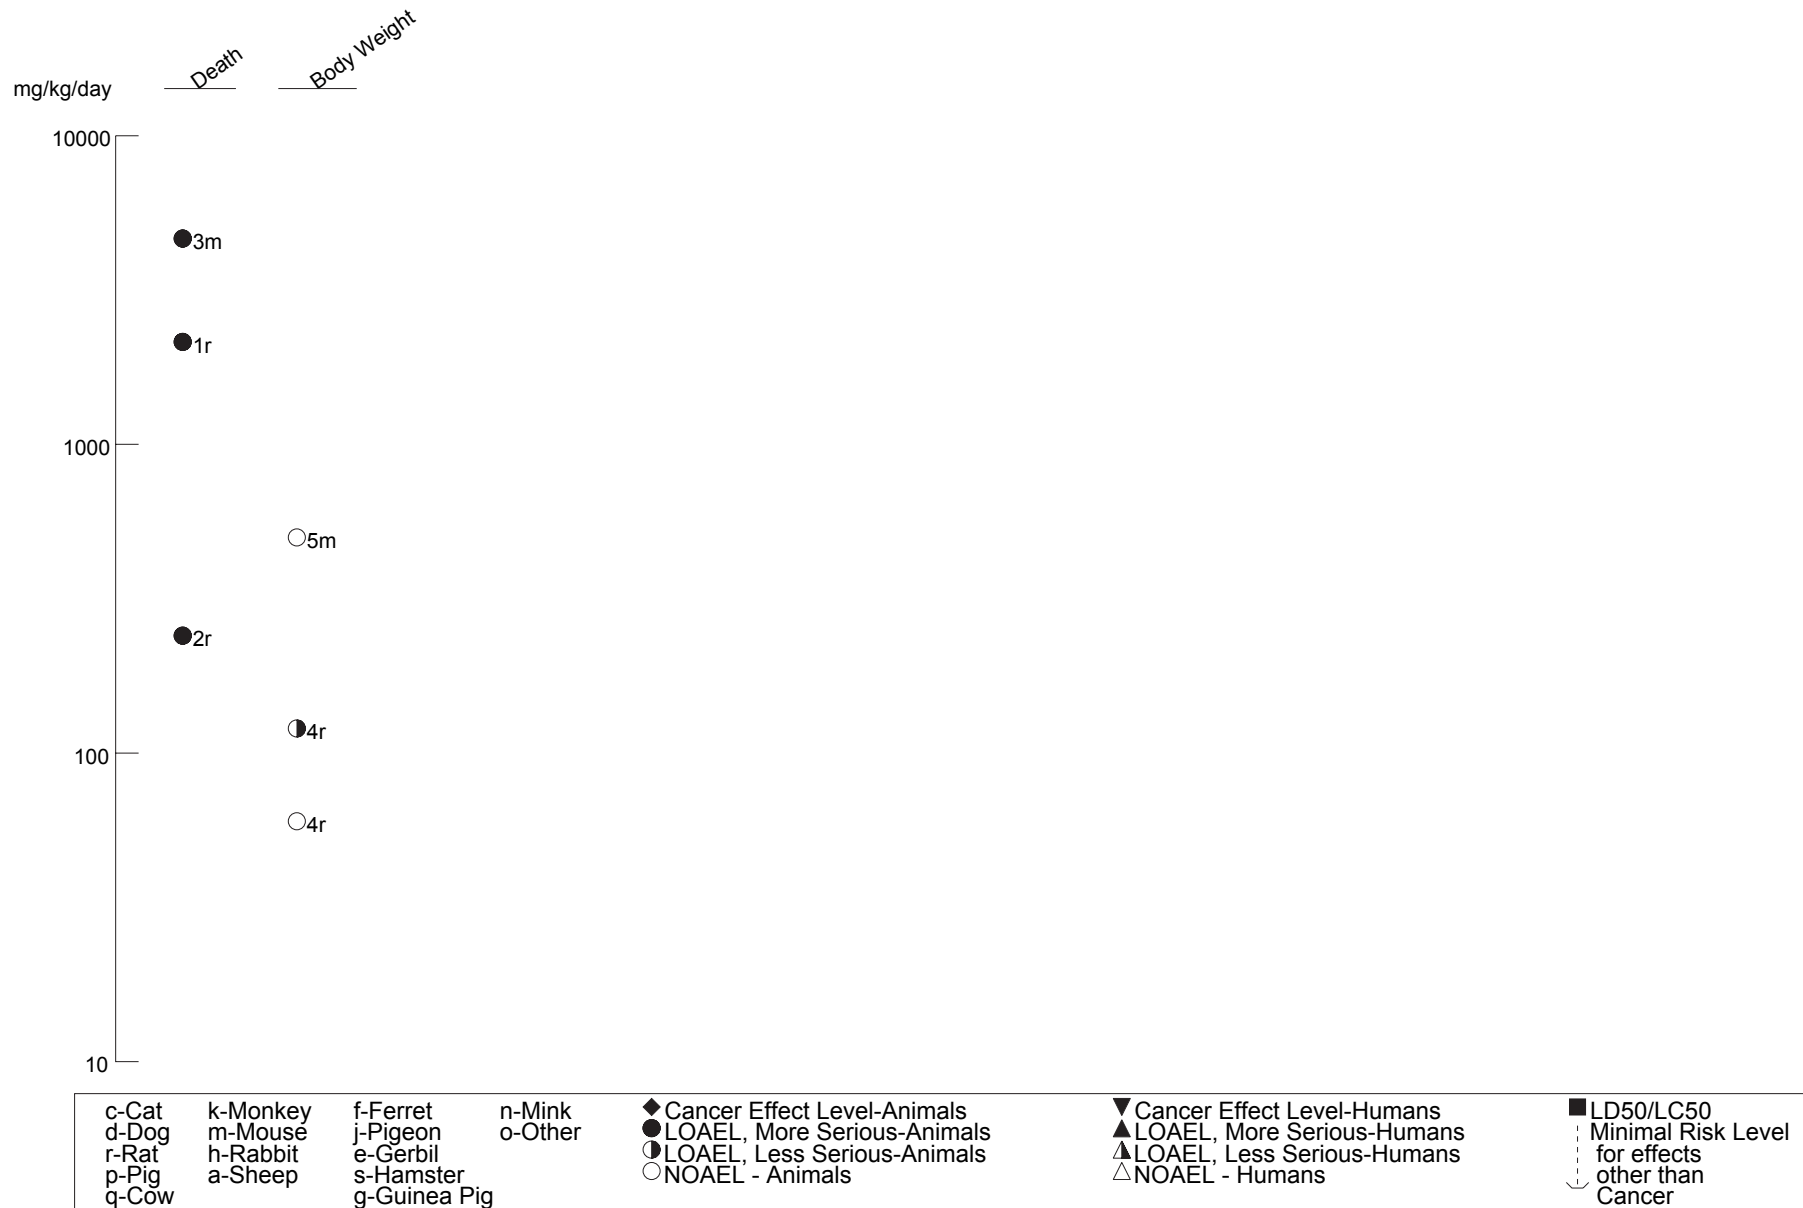 Death
Body Weight
mg/kg/day
10000
3m
1r
1000
5m
2r
4r
100
4r
10
c-Cat
d-Dog
r-Rat
p-Pig
q-Cow
k-Monkey
m-Mouse
h-Rabbit
a-Sheep
f-Ferret
j-Pigeon
e-Gerbil
s-Hamster
g-Guinea Pig
n-Mink
o-Other
Cancer Effect Level-Animals
LOAEL, More Serious-Animals
LOAEL, Less Serious-Animals
NOAEL - Animals
Cancer Effect Level-Humans
LOAEL, More Serious-Humans
LOAEL, Less Serious-Humans
NOAEL - Humans
LD50/LC50
Minimal Risk Level
for effects
other than
Cancer